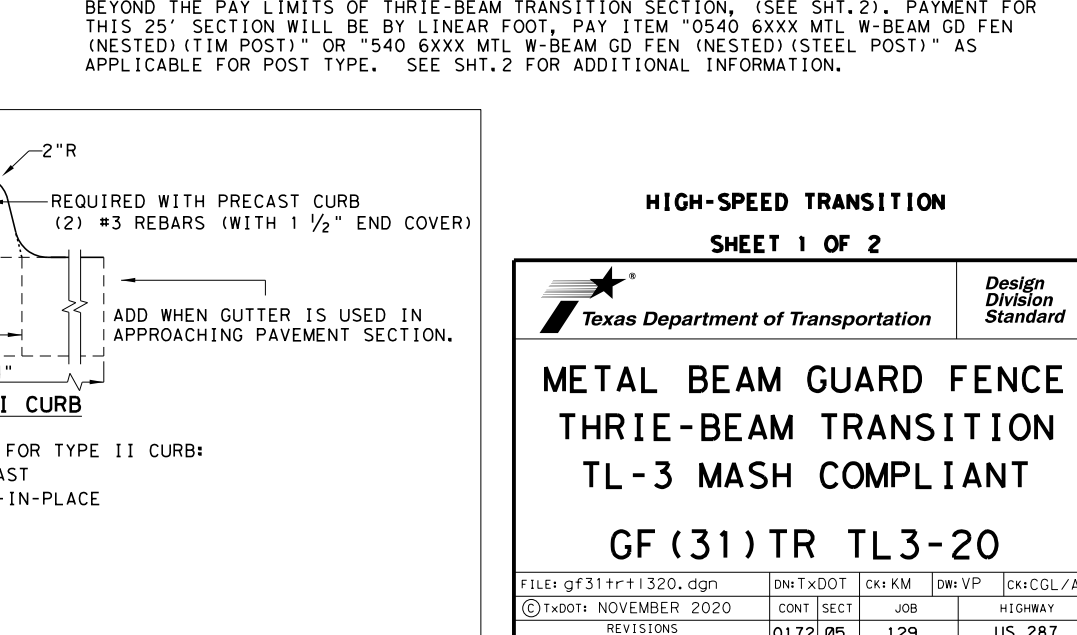 BEYOND THE PAY LIMITS OF THRIE-BEAM TRANSITION SECTION, (SEE SHT.2). PAYMENT FOR
THIS 25' SECTION WILL BE BY LINEAR FOOT, PAY ITEM "0540 6XXX MTL W-BEAM GD FEN
(NESTED)(TIM POST)" OR "540 6XXX MTL W-BEAM GD FEN (NESTED)(STEEL POST)" AS
APPLICABLE FOR POST TYPE. SEE SHT.2 FOR ADDITIONAL INFORMATION.
2"R
REQUIRED WITH PRECAST CURB
(2) #3 REBARS (WITH 1 ½" END COVER)
ADD WHEN GUTTER IS USED IN
APPROACHING PAVEMENT SECTION.
I CURB
FOR TYPE II CURB:
AST
-IN-PLACE
HIGH-SPEED TRANSITION
SHEET 1 OF 2
®
Texas Department of Transportation
Design
Division
Standard
METAL BEAM GUARD FENCE
THRIE-BEAM TRANSITION
TL-3 MASH COMPLIANT
GF(31)TR TL3-20
FILE: gf31trtl320.dgn DN: TxDOT CK: KM DW: VP CK: CGL/A
© TxDOT: NOVEMBER 2020 CONT SECT JOB HIGHWAY
REVISIONS 0172 05 129 US 287